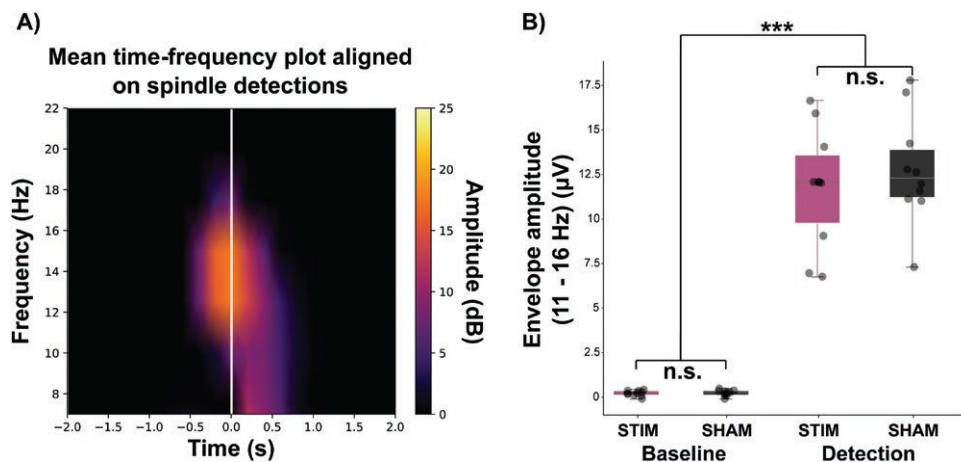 A)
Mean time-frequency plot aligned
on spindle detections
Frequency (Hz)
22
20
18
16
14
12
10
8
-2.0
-1.5
-1.0
-0.5
0.0
0.5
1.0
1.5
2.0
Time (s)
25
20
15
10
5
0
Amplitude (dB)
B)
Envelope amplitude
(11 - 16 Hz) (µV)
17.5
15.0
12.5
10.0
7.5
5.0
2.5
0
***
n.s.
n.s.
STIM
SHAM
STIM
SHAM
Baseline
Detection